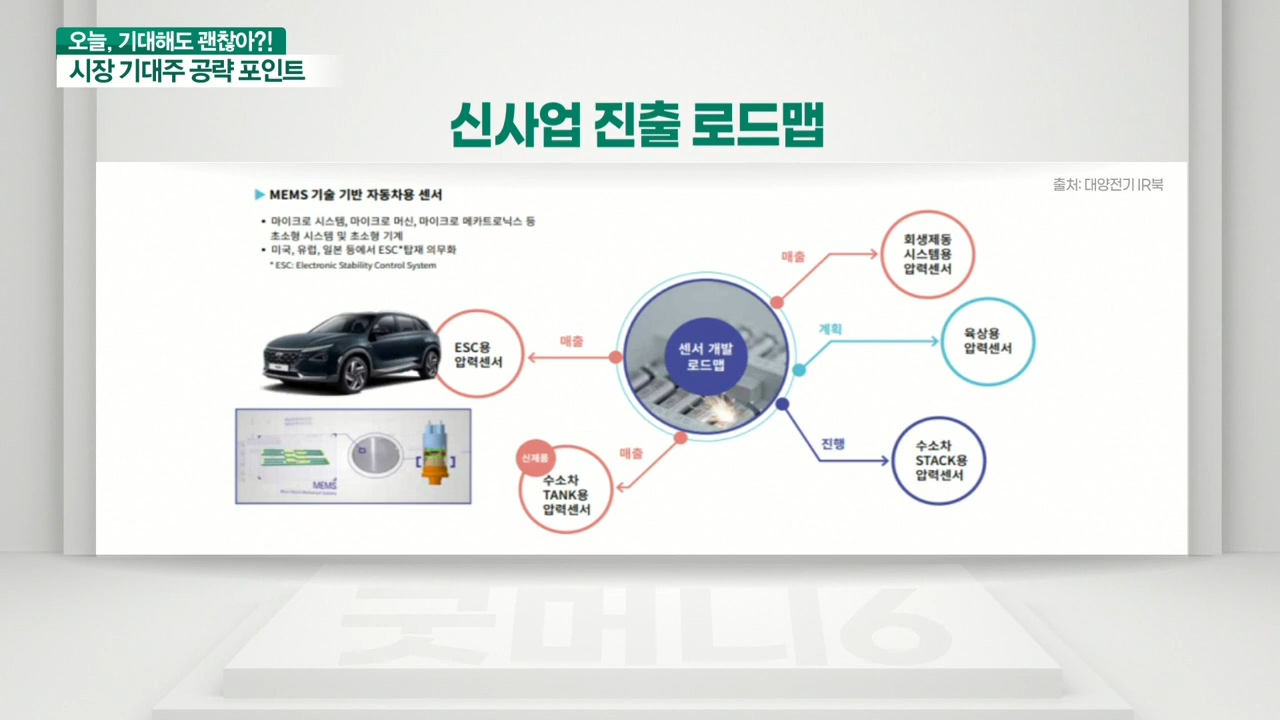 오늘, 기대해도 괜찮아?!
시장 기대주 공략 포인트
신사업 진출 로드맵
출처: 대양전기 IR북
▶ MEMS 기술 기반 자동차용 센서
• 마이크로 시스템, 마이크로 머신, 마이크로 메카트로닉스 등
초소형 시스템 및 초소형 기계
• 미국, 유럽, 일본 등에서 ESC*탑재 의무화
* ESC: Electronic Stability Control System
ESC용
압력센서
매출
센서 개발
로드맵
매출
회생제동
시스템용
압력센서
계획
육상용
압력센서
진행
수소차
STACK용
압력센서
매출
신제품
수소차
TANK용
압력센서
MEMS
굿머니6